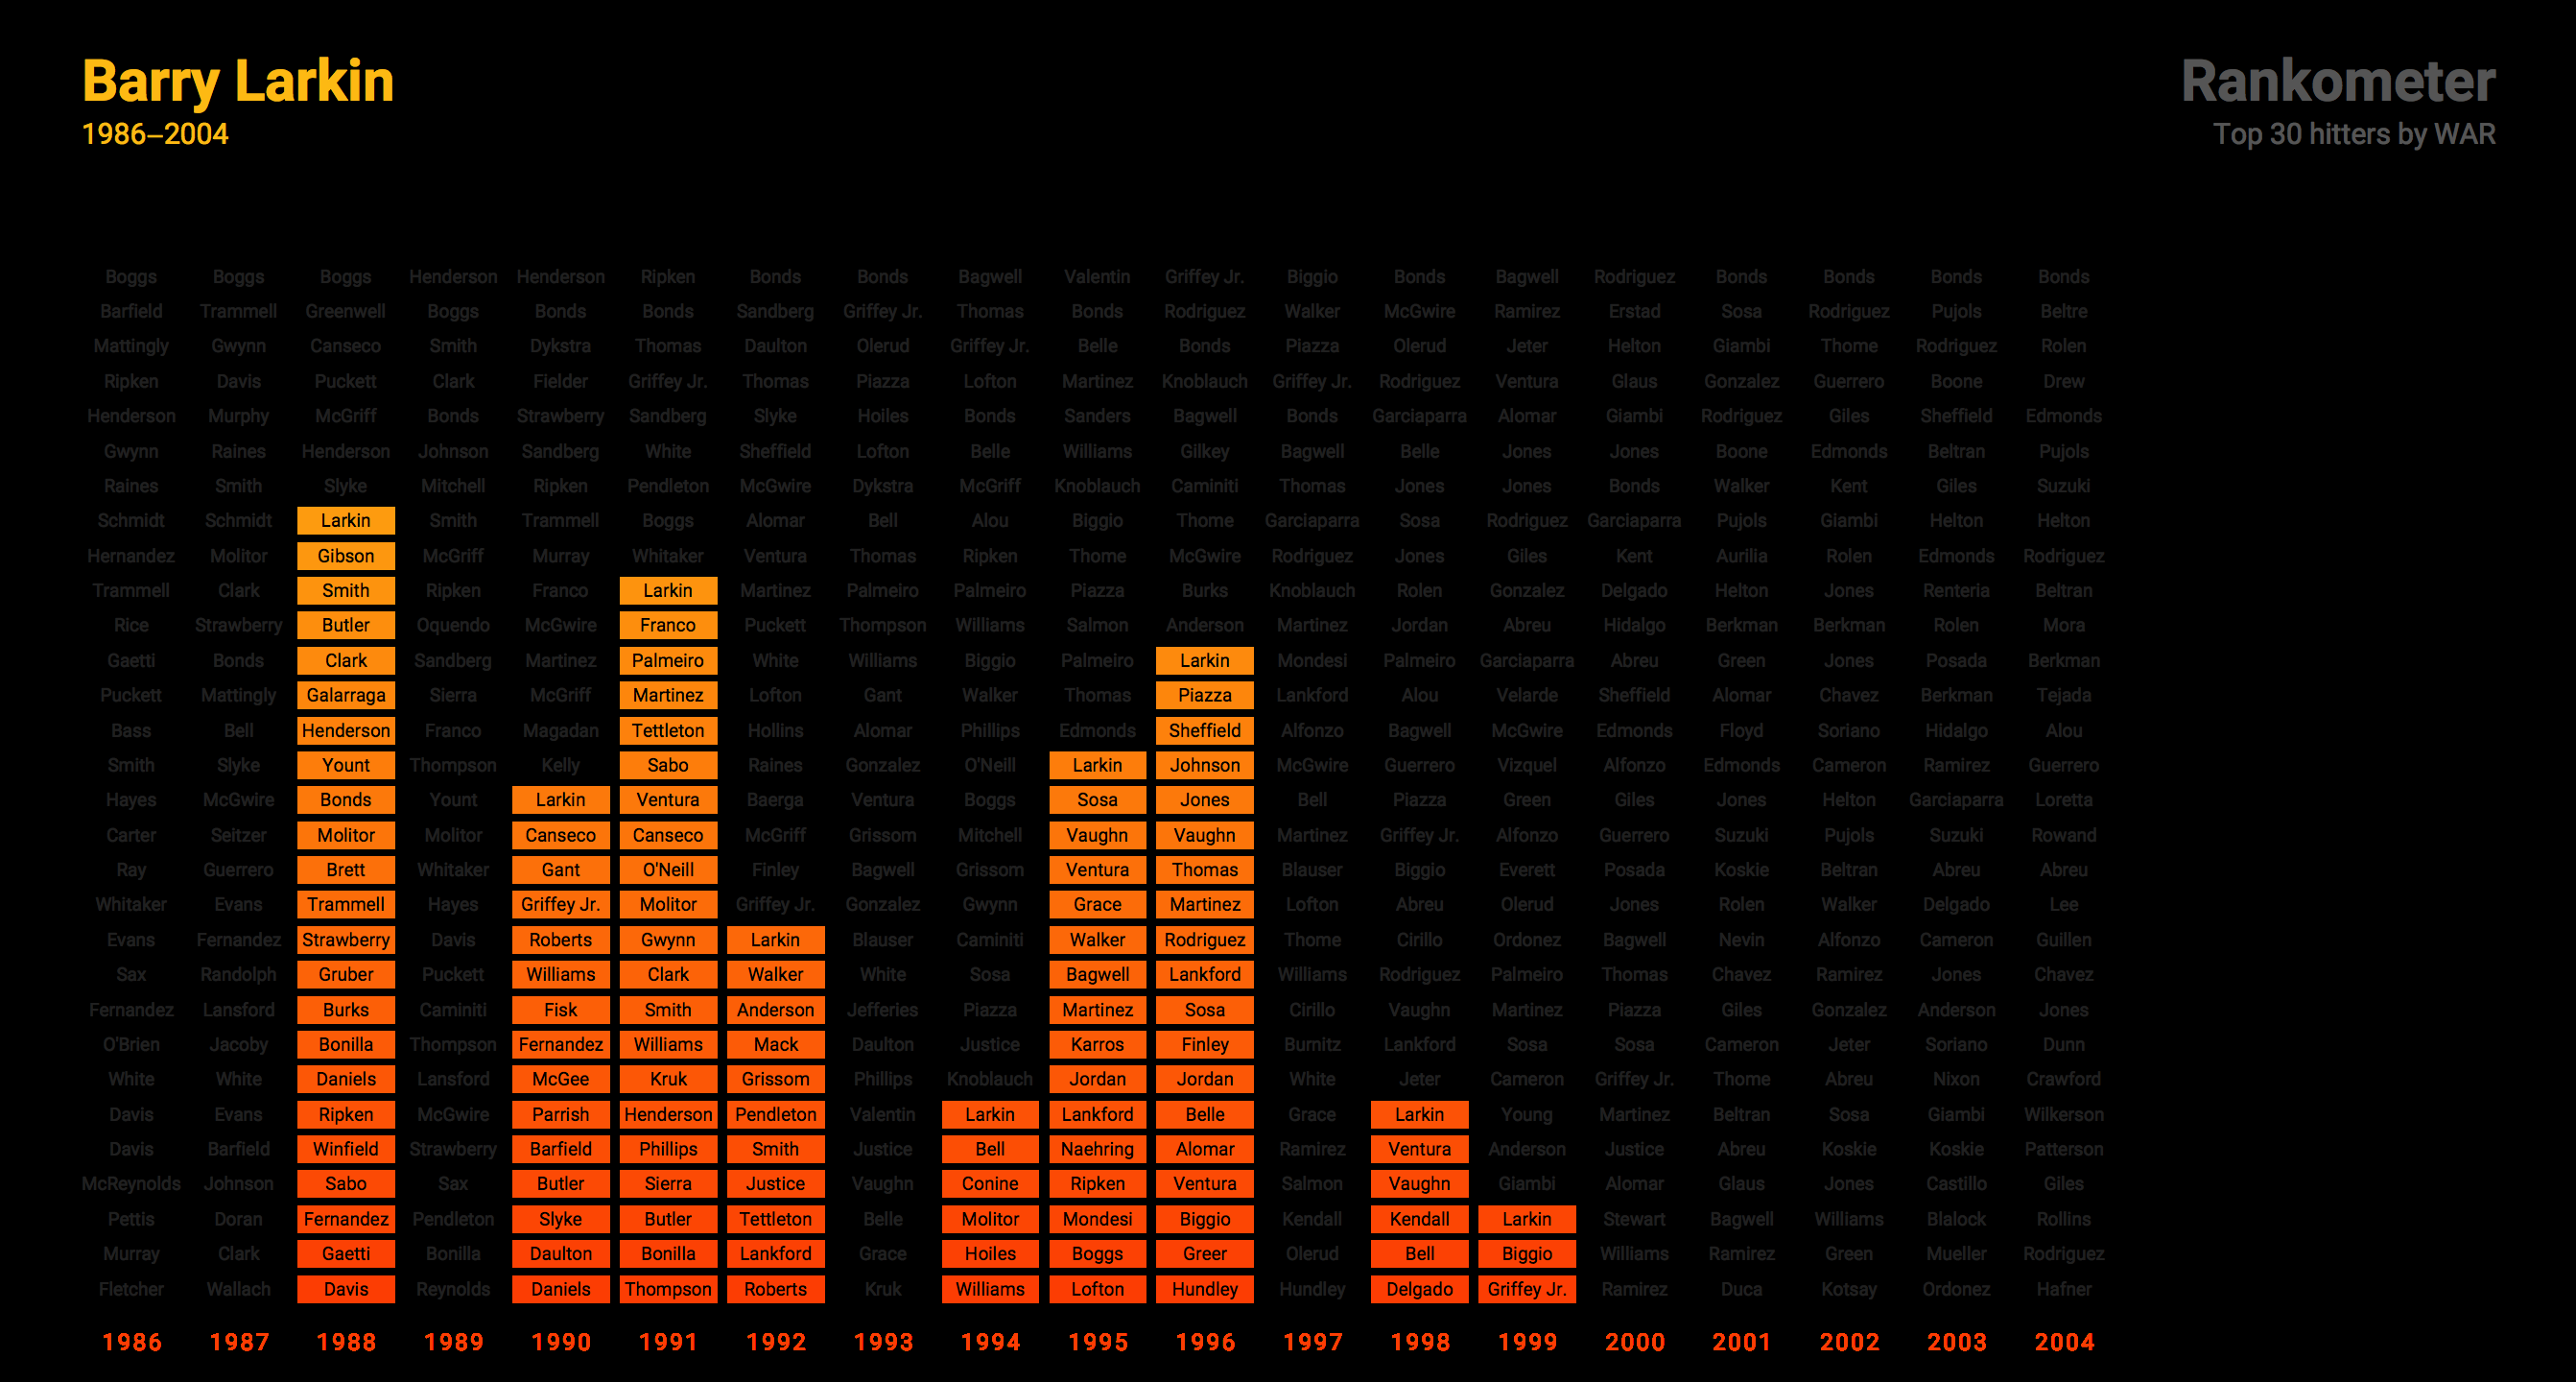 Barry Larkin
1986–2004
Rankometer
Top 30 hitters by WAR
Boggs Boggs Boggs Henderson Henderson Ripken Bonds Bonds Bagwell Valentin Griffey Jr. Biggio Bonds Bagwell Rodriguez Bonds Bonds Bonds Bonds
Barfield Trammell Greenwell Boggs Bonds Bonds Sandberg Griffey Jr. Thomas Bonds Rodriguez Walker McGwire Ramirez Erstad Sosa Rodriguez Pujols Beltre
Mattingly Gwynn Canseco Smith Dykstra Thomas Daulton Olerud Griffey Jr. Belle Bonds Piazza Olerud Jeter Helton Giambi Thome Rodriguez Rolen
Ripken Davis Puckett Clark Fielder Griffey Jr. Thomas Piazza Lofton Martinez Knoblauch Griffey Jr. Rodriguez Ventura Glaus Gonzalez Guerrero Boone Drew
Henderson Murphy McGriff Bonds Strawberry Sandberg Slyke Hoiles Bonds Sanders Bagwell Bonds Garciaparra Alomar Giambi Rodriguez Giles Sheffield Edmonds
Gwynn Raines Henderson Johnson Sandberg White Sheffield Lofton Belle Williams Gilkey Bagwell Belle Jones Jones Boone Edmonds Beltran Pujols
Raines Smith Slyke Mitchell Ripken Pendleton McGwire Dykstra McGriff Knoblauch Caminiti Thomas Jones Jones Bonds Walker Kent Giles Suzuki
Schmidt Schmidt Larkin Smith Trammell Boggs Alomar Bell Alou Biggio Thome Garciaparra Sosa Rodriguez Garciaparra Pujols Giambi Helton Helton
Hernandez Molitor Gibson McGriff Murray Whitaker Ventura Thomas Ripken Thome McGwire Rodriguez Jones Giles Kent Aurilia Rolen Edmonds Rodriguez
Trammell Clark Smith Ripken Franco Larkin Martinez Palmeiro Palmeiro Piazza Burks Knoblauch Rolen Gonzalez Delgado Helton Jones Renteria Beltran
Rice Strawberry Butler Oquendo McGwire Franco Puckett Thompson Williams Salmon Anderson Martinez Jordan Abreu Hidalgo Berkman Berkman Rolen Mora
Gaetti Bonds Clark Sandberg Martinez Palmeiro White Williams Biggio Palmeiro Larkin Mondesi Palmeiro Garciaparra Abreu Green Jones Posada Berkman
Puckett Mattingly Galarraga Sierra McGriff Martinez Lofton Gant Walker Thomas Piazza Lankford Alou Velarde Sheffield Alomar Chavez Berkman Tejada
Bass Bell Henderson Franco Magadan Tettleton Hollins Alomar Phillips Edmonds Sheffield Alfonzo Bagwell McGwire Edmonds Floyd Soriano Hidalgo Alou
Smith Slyke Yount Thompson Kelly Sabo Raines Gonzalez O'Neill Larkin Johnson McGwire Guerrero Vizquel Alfonzo Edmonds Cameron Ramirez Guerrero
Hayes McGwire Bonds Yount Larkin Ventura Baerga Ventura Boggs Sosa Jones Bell Piazza Green Giles Jones Helton Garciaparra Loretta
Carter Seitzer Molitor Molitor Canseco Canseco McGriff Grissom Mitchell Vaughn Vaughn Martinez Griffey Jr. Alfonzo Guerrero Suzuki Pujols Suzuki Rowand
Ray Guerrero Brett Whitaker Gant O'Neill Finley Bagwell Grissom Ventura Thomas Blauser Biggio Everett Posada Koskie Beltran Abreu Abreu
Whitaker Evans Trammell Hayes Griffey Jr. Molitor Griffey Jr. Gonzalez Gwynn Grace Martinez Lofton Abreu Olerud Jones Rolen Walker Delgado Lee
Evans Fernandez Strawberry Davis Roberts Gwynn Larkin Blauser Caminiti Walker Rodriguez Thome Cirillo Ordonez Bagwell Nevin Alfonzo Cameron Guillen
Sax Randolph Gruber Puckett Williams Clark Walker White Sosa Bagwell Lankford Williams Rodriguez Palmeiro Thomas Chavez Ramirez Jones Chavez
Fernandez Lansford Burks Caminiti Fisk Smith Anderson Jefferies Piazza Martinez Sosa Cirillo Vaughn Martinez Piazza Giles Gonzalez Anderson Jones
O'Brien Jacoby Bonilla Thompson Fernandez Williams Mack Daulton Justice Karros Finley Burnitz Lankford Sosa Sosa Cameron Jeter Soriano Dunn
White White Daniels Lansford McGee Kruk Grissom Phillips Knoblauch Jordan Jordan White Jeter Cameron Griffey Jr. Thome Abreu Nixon Crawford
Davis Evans Ripken McGwire Parrish Henderson Pendleton Valentin Larkin Lankford Belle Grace Larkin Young Martinez Beltran Sosa Giambi Wilkerson
Davis Barfield Winfield Strawberry Barfield Phillips Smith Justice Bell Naehring Alomar Ramirez Ventura Anderson Justice Abreu Koskie Koskie Patterson
McReynolds Johnson Sabo Sax Butler Sierra Justice Vaughn Conine Ripken Ventura Salmon Vaughn Giambi Alomar Glaus Jones Castillo Giles
Pettis Doran Fernandez Pendleton Slyke Butler Tettleton Belle Molitor Mondesi Biggio Kendall Kendall Larkin Stewart Bagwell Williams Blalock Rollins
Murray Clark Gaetti Bonilla Daulton Bonilla Lankford Grace Hoiles Boggs Greer Olerud Bell Biggio Williams Ramirez Green Mueller Rodriguez
Fletcher Wallach Davis Reynolds Daniels Thompson Roberts Kruk Williams Lofton Hundley Hundley Delgado Griffey Jr. Ramirez Duca Kotsay Ordonez Hafner
1986 1987 1988 1989 1990 1991 1992 1993 1994 1995 1996 1997 1998 1999 2000 2001 2002 2003 2004